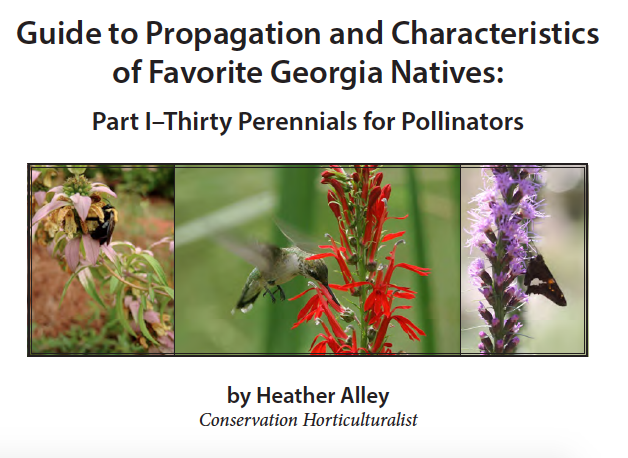 Guide to Propagation and Characteristics
of Favorite Georgia Natives:
Part I–Thirty Perennials for Pollinators
by Heather Alley
Conservation Horticulturalist